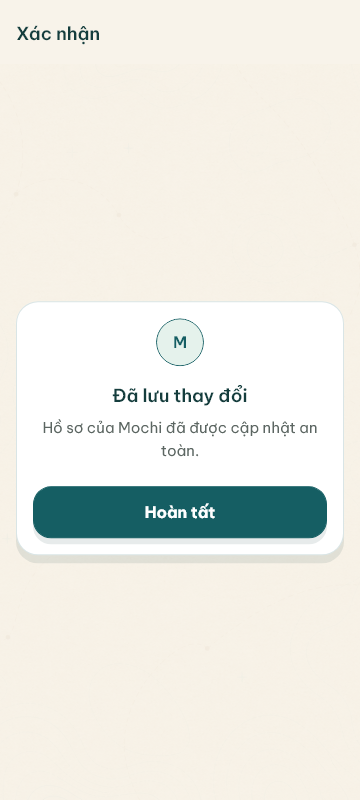 Xác nhận
M
Đã lưu thay đổi
Hồ sơ của Mochi đã được cập nhật an
toàn.
Hoàn tất